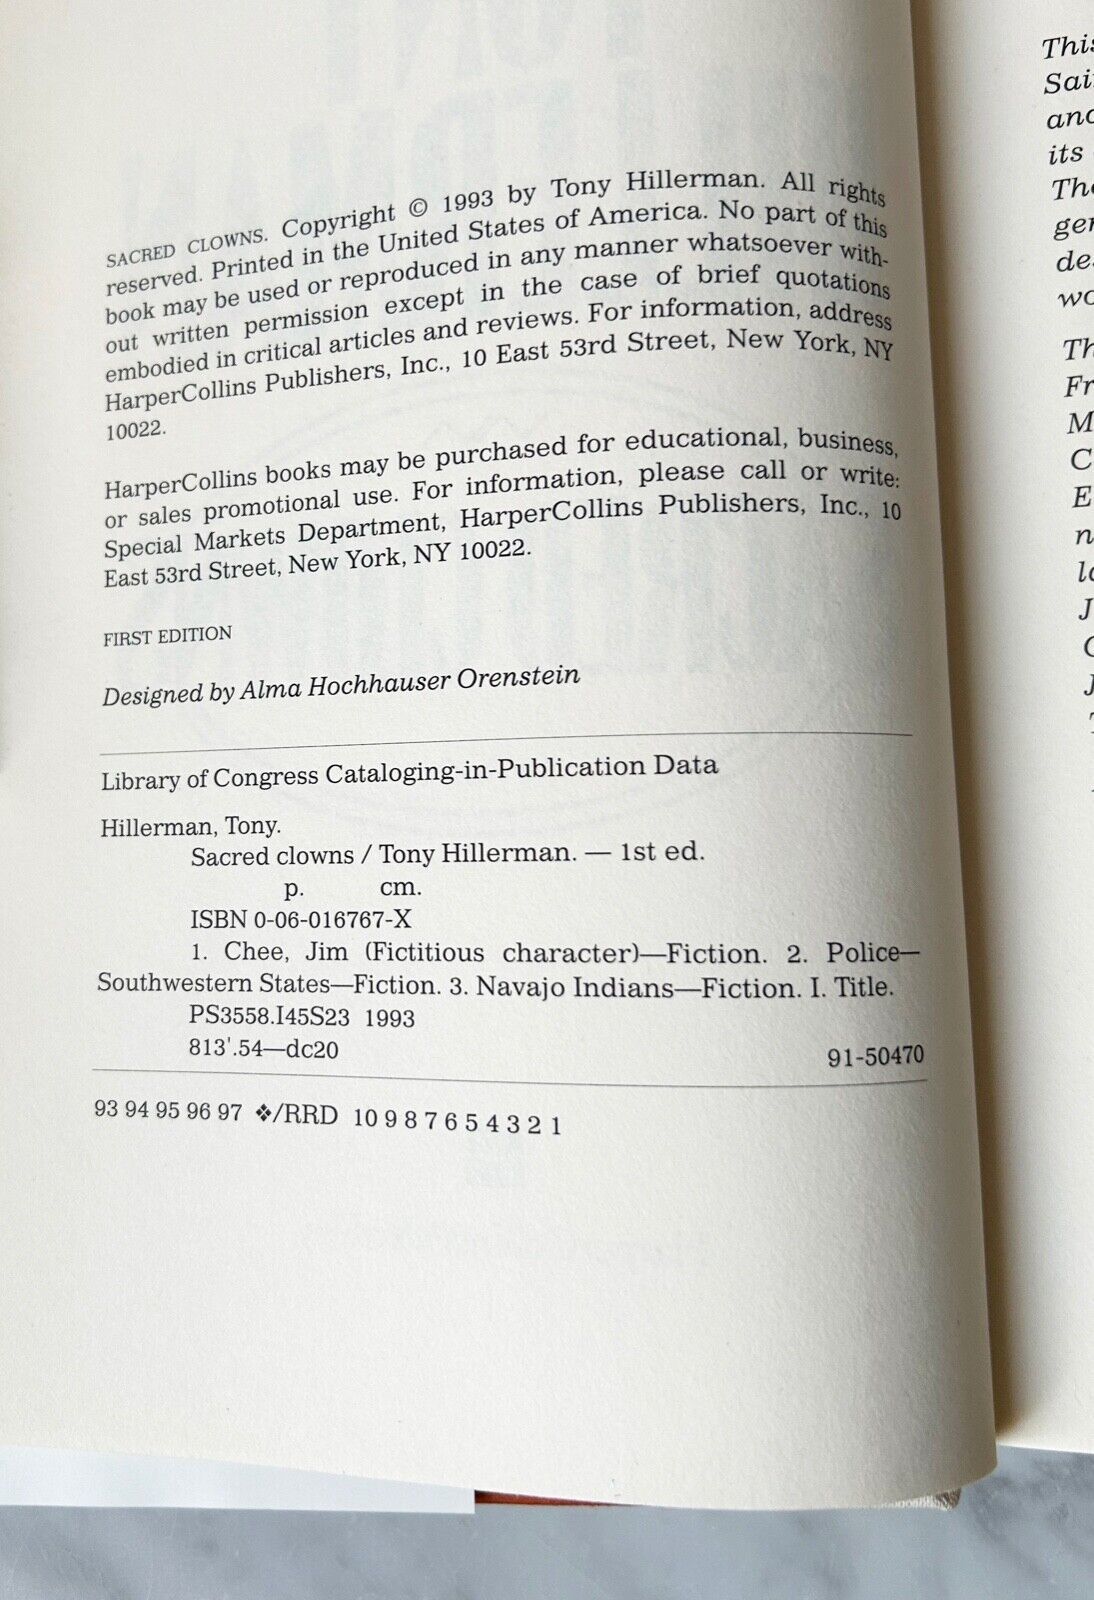 SACRED CLOWNS. Copyright © 1993 by Tony Hillerman. All rights
reserved. Printed in the United States of America. No part of this
book may be used or reproduced in any manner whatsoever with-
out written permission except in the case of brief quotations
embodied in critical articles and reviews. For information, address
HarperCollins Publishers, Inc., 10 East 53rd Street, New York, NY
10022.
HarperCollins books may be purchased for educational, business,
or sales promotional use. For information, please call or write:
Special Markets Department, HarperCollins Publishers, Inc., 10
East 53rd Street, New York, NY 10022.
FIRST EDITION
Designed by Alma Hochhauser Orenstein
Library of Congress Cataloging-in-Publication Data
Hillerman, Tony.
Sacred clowns / Tony Hillerman. — 1st ed.
p. cm.
ISBN 0-06-016767-X
1. Chee, Jim (Fictitious character)—Fiction. 2. Police—
Southwestern States—Fiction. 3. Navajo Indians—Fiction. I. Title.
PS3558.I45S23 1993
813'.54—dc20
91-50470
93 94 95 96 97 ❖/RRD 10 9 8 7 6 5 4 3 2 1
This
and
its